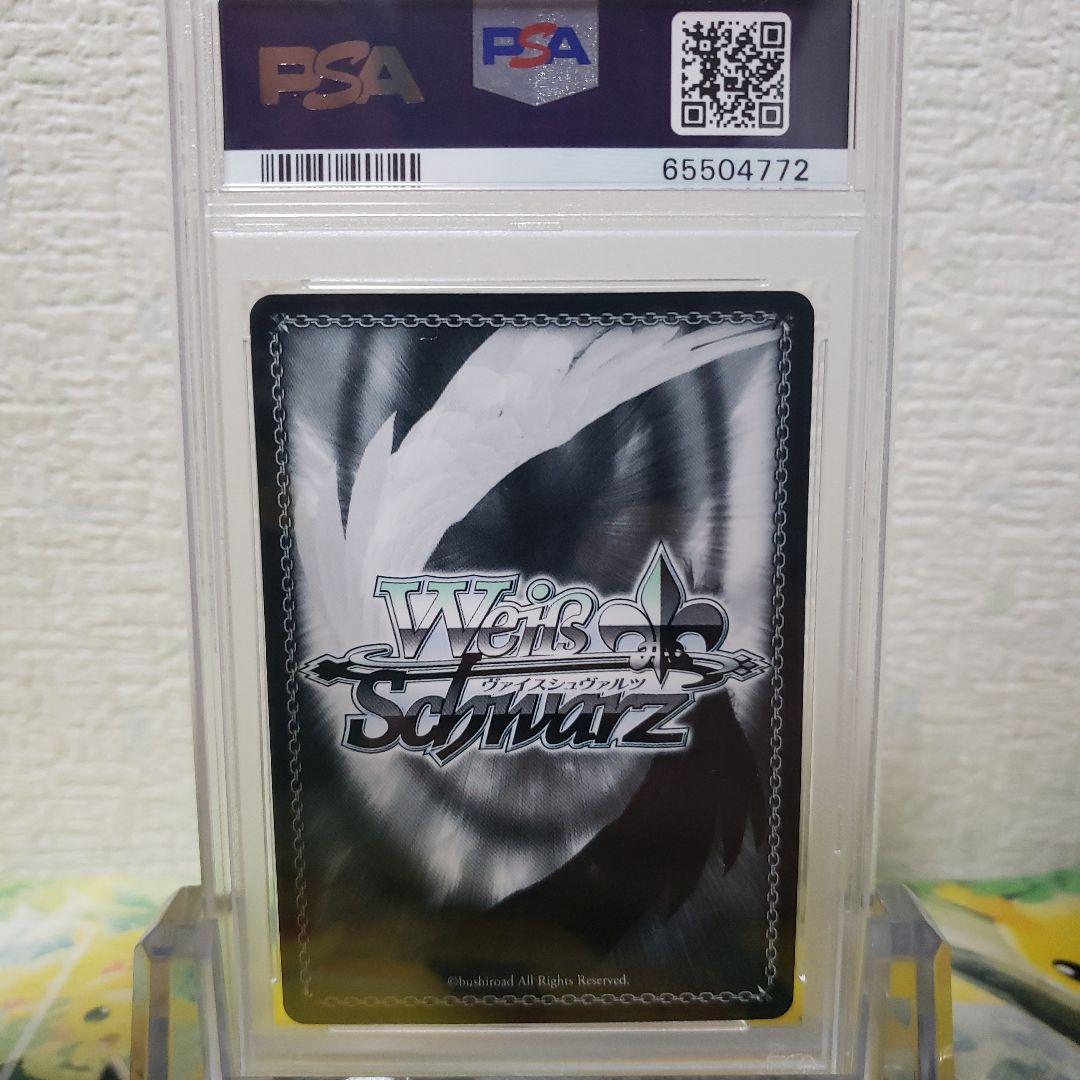 PSA
PSA
65504772
Weiß
ヴァイスシュヴァルツ
Schwarz
©bushiroad All Rights Reserved.